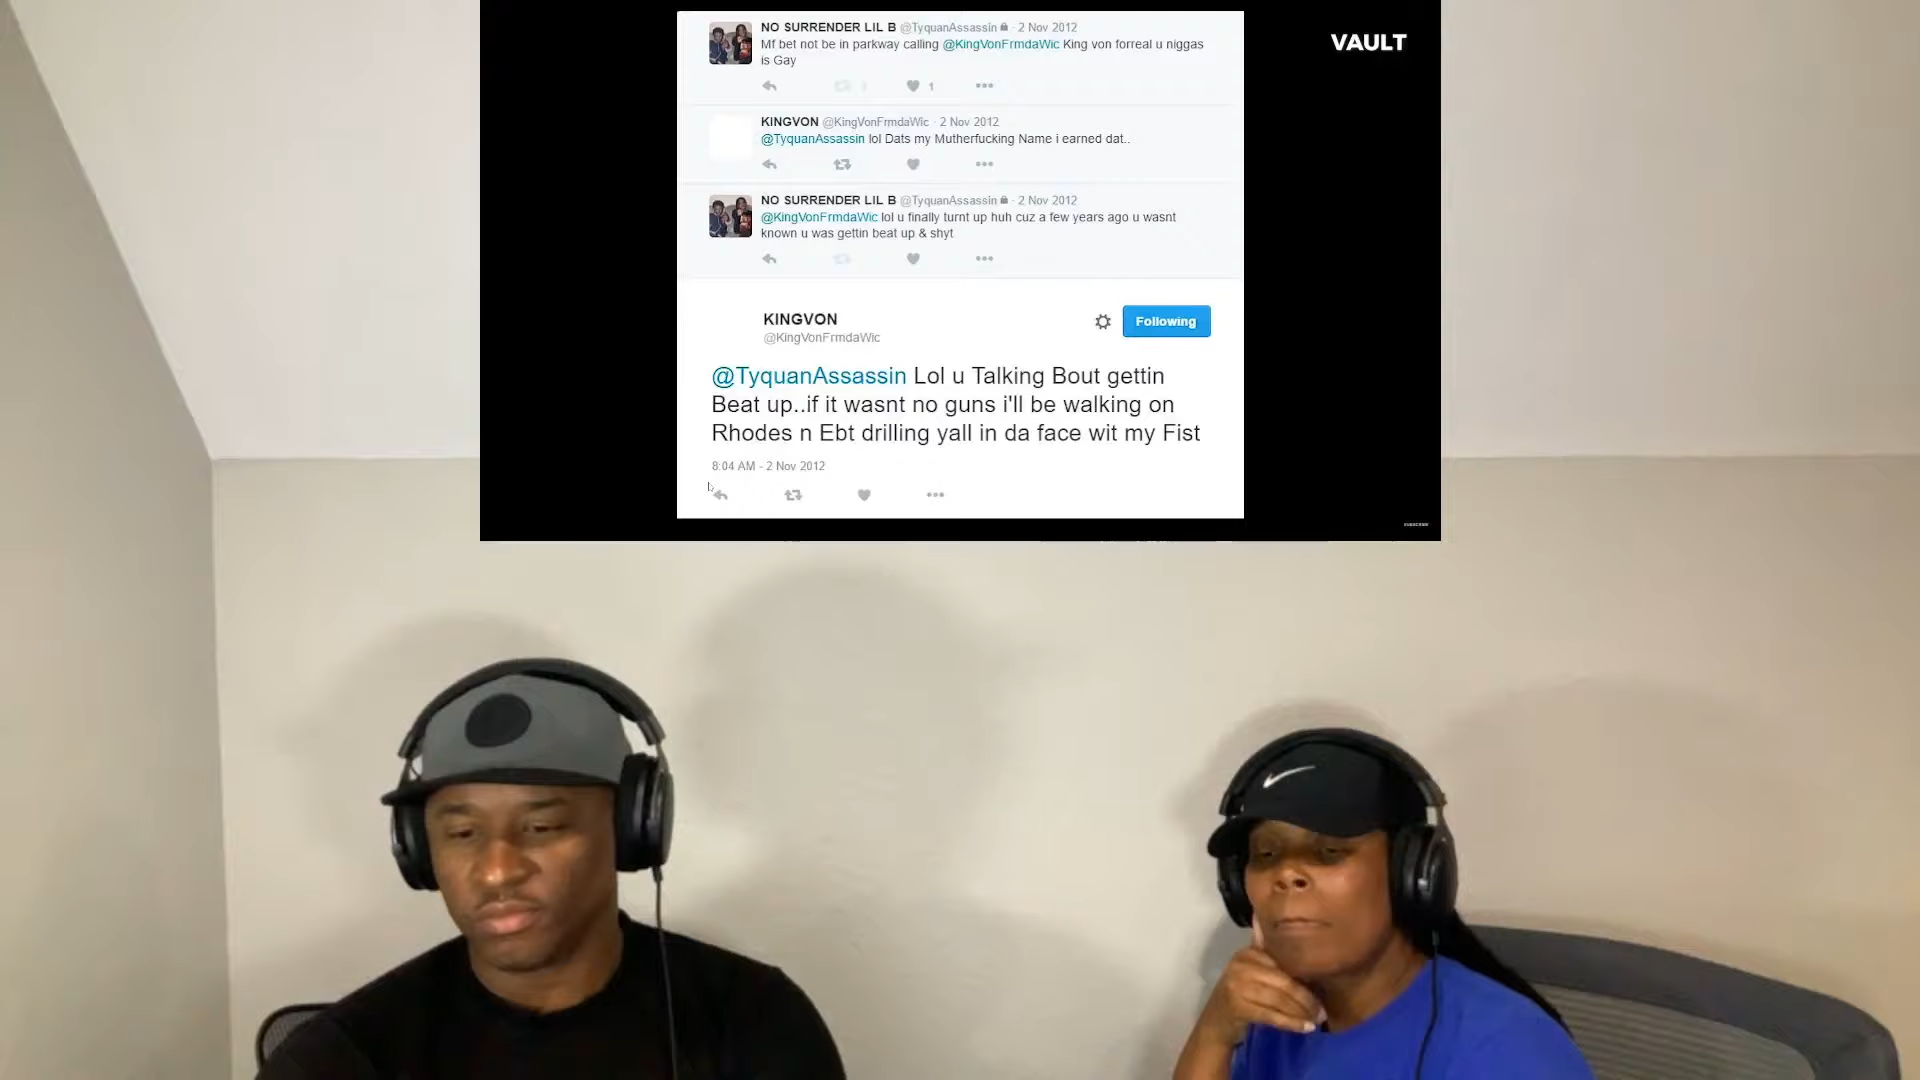 NO SURRENDER LIL B @TyquanAssassin · 2 Nov 2012
Mf bet not be in parkway calling @KingVonFrmdaWic King von forreal u niggas
is Gay
1
KINGVON @KingVonFrmdaWic · 2 Nov 2012
@TyquanAssassin lol Dats my Mutherfucking Name i earned dat..
NO SURRENDER LIL B @TyquanAssassin · 2 Nov 2012
@KingVonFrmdaWic lol u finally turnt up huh cuz a few years ago u wasnt
known u was gettin beat up & shyt
KINGVON
@KingVonFrmdaWic
Following
@TyquanAssassin Lol u Talking Bout gettin
Beat up..if it wasnt no guns i'll be walking on
Rhodes n Ebt drilling yall in da face wit my Fist
8:04 AM - 2 Nov 2012
VAULT
SUBSCRIBE